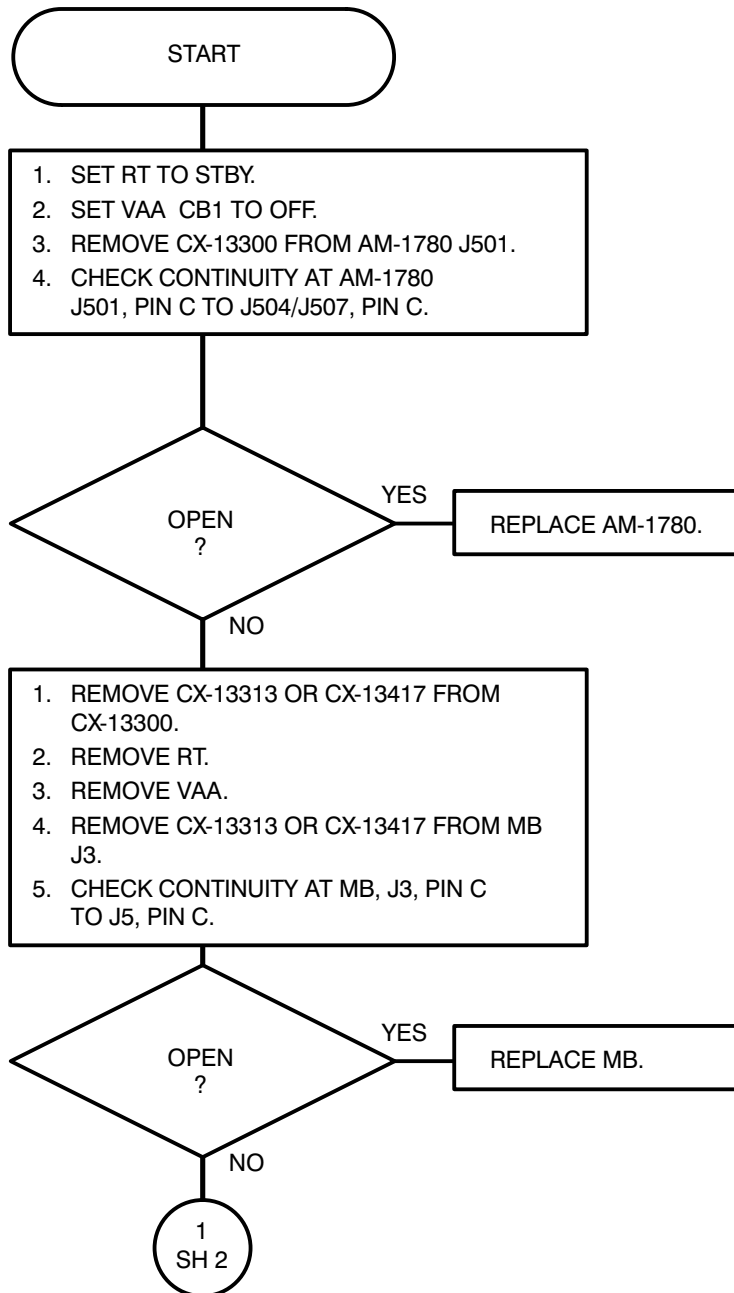 START
1. SET RT TO STBY.
2. SET VAA CB1 TO OFF.
3. REMOVE CX-13300 FROM AM-1780 J501.
4. CHECK CONTINUITY AT AM-1780
J501, PIN C TO J504/J507, PIN C.
OPEN
?
YES
REPLACE AM-1780.
NO
1. REMOVE CX-13313 OR CX-13417 FROM
CX-13300.
2. REMOVE RT.
3. REMOVE VAA.
4. REMOVE CX-13313 OR CX-13417 FROM MB
J3.
5. CHECK CONTINUITY AT MB, J3, PIN C
TO J5, PIN C.
OPEN
?
YES
REPLACE MB.
NO
1
SH 2